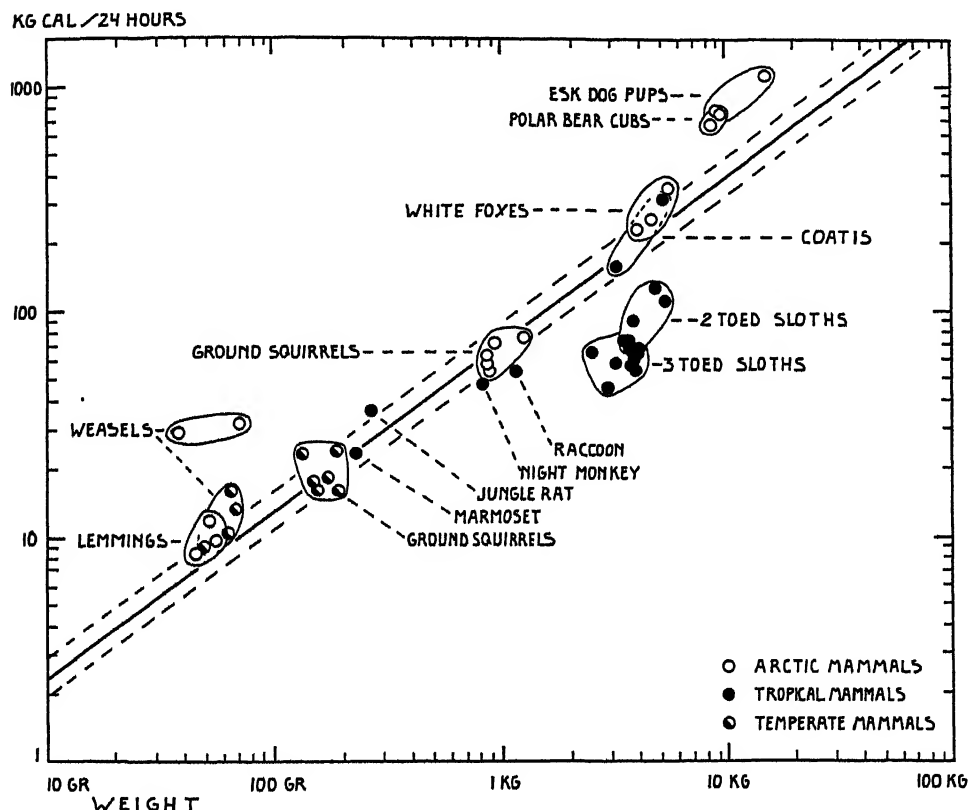 KG CAL./24 HOURS
1000
ESK DOG PUPS
POLAR BEAR CUBS
WHITE FOXES
COATIS
100
2 TOED SLOTHS
GROUND SQUIRRELS
3 TOED SLOTHS
WEASELS
RACCOON
NIGHT MONKEY
JUNGLE RAT
MARMOSET
LEMMINGS
GROUND SQUIRRELS
10
ARCTIC MAMMALS
TROPICAL MAMMALS
TEMPERATE MAMMALS
1
10 GR 100 GR 1 KG 10 KG 100 KG
WEIGHT